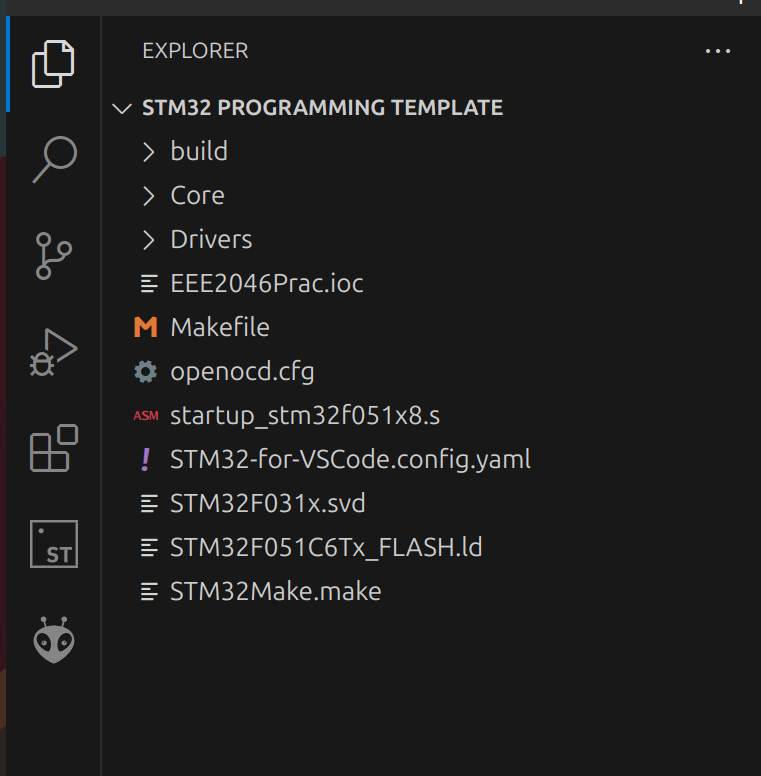 EXPLORER
STM32 PROGRAMMING TEMPLATE
build
Core
Drivers
EEE2046Prac.ioc
M Makefile
openocd.cfg
ASM startup_stm32f051x8.s
! STM32-for-VSCode.config.yaml
STM32F031x.svd
STM32F051C6Tx_FLASH.ld
ST
STM32Make.make